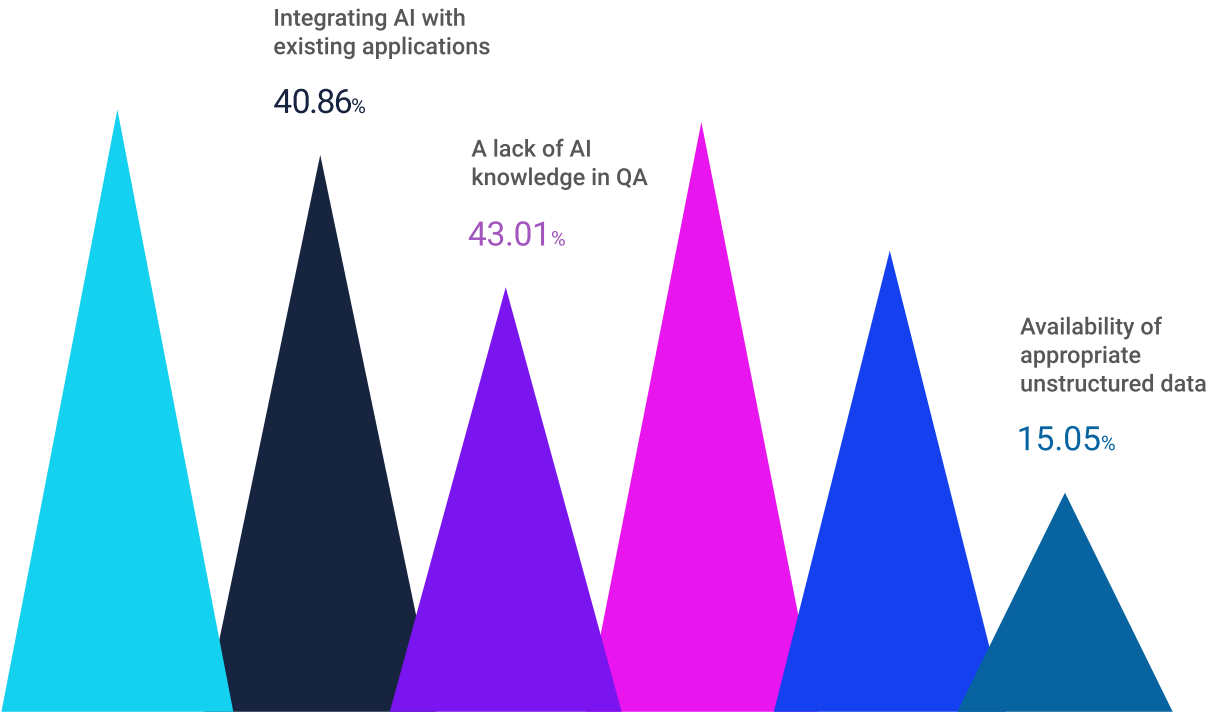 Integrating AI with
existing applications
40.86%
A lack of AI
knowledge in QA
43.01%
Availability of
appropriate
unstructured data
15.05%